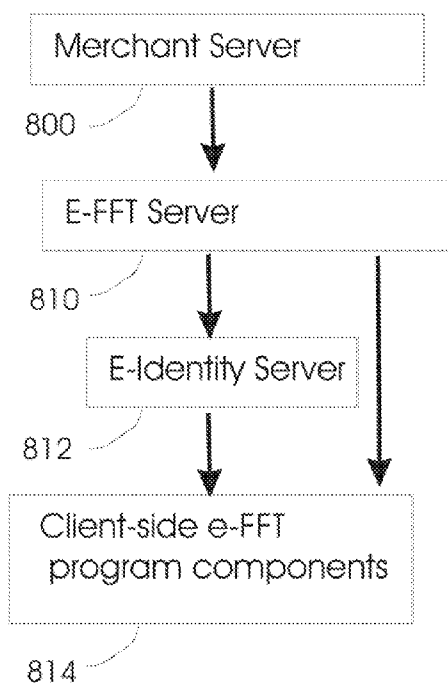 Merchant Server
800
E-FFT Server
810
E-Identity Server
812
Client-side e-FFT
program components
814